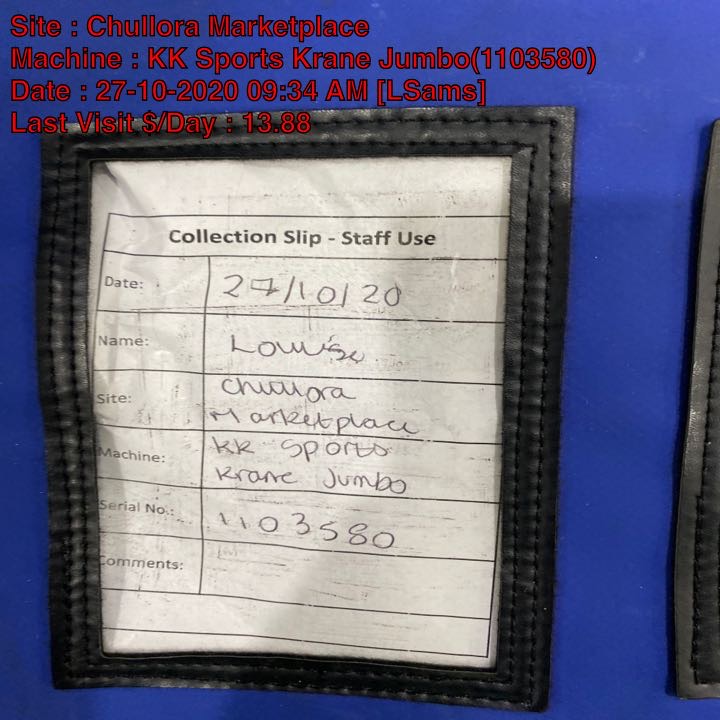 Site : Chullora Marketplace
Machine : KK Sports Krane Jumbo(1103580)
Date : 27-10-2020 09:34 AM [LSams]
Last Visit $/Day : 13.88
Collection Slip - Staff Use
Date: 27/10/20
Name: Louise
Site: Chullora
Marketplace
Machine: KK Sports
Krane Jumbo
Serial No.: 1103580
Comments: